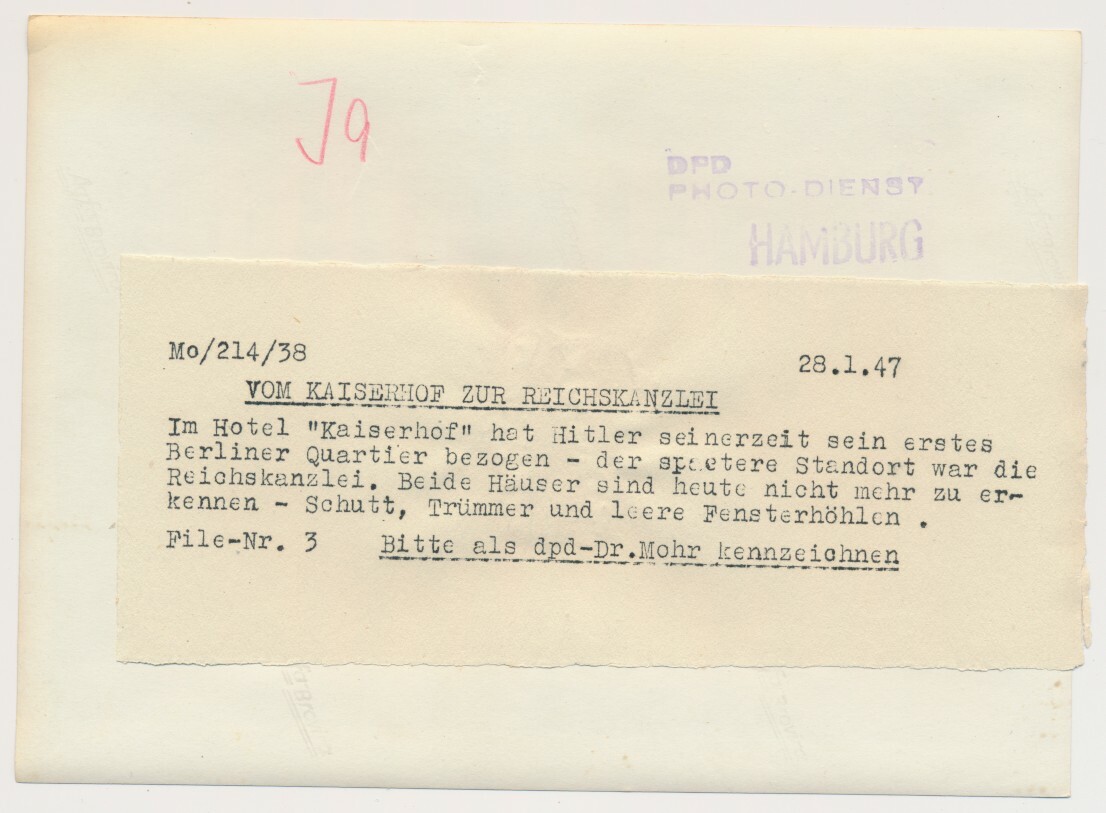 J9
DPD
PHOTO-DIENST
HAMBURG
Mo/214/38 28.1.47
VOM KAISERHOF ZUR REICHSKANZLEI
Im Hotel "Kaiserhof" hat Hitler seinerzeit sein erstes
Berliner Quartier bezogen - der spaetere Standort war die
Reichskanzlei. Beide Häuser sind heute nicht mehr zu er-
kennen - Schutt, Trümmer und leere Fensterhöhlen .
File-Nr. 3 Bitte als dpd-Dr.Mohr kennzeichnen